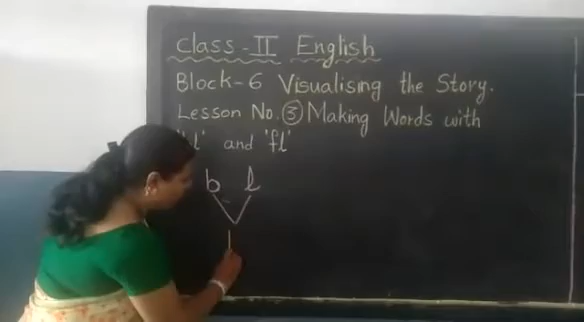 Class - II English
Block-6 Visualising the Story.
Lesson No. ③ Making Words with
'l' and 'fl'
b l